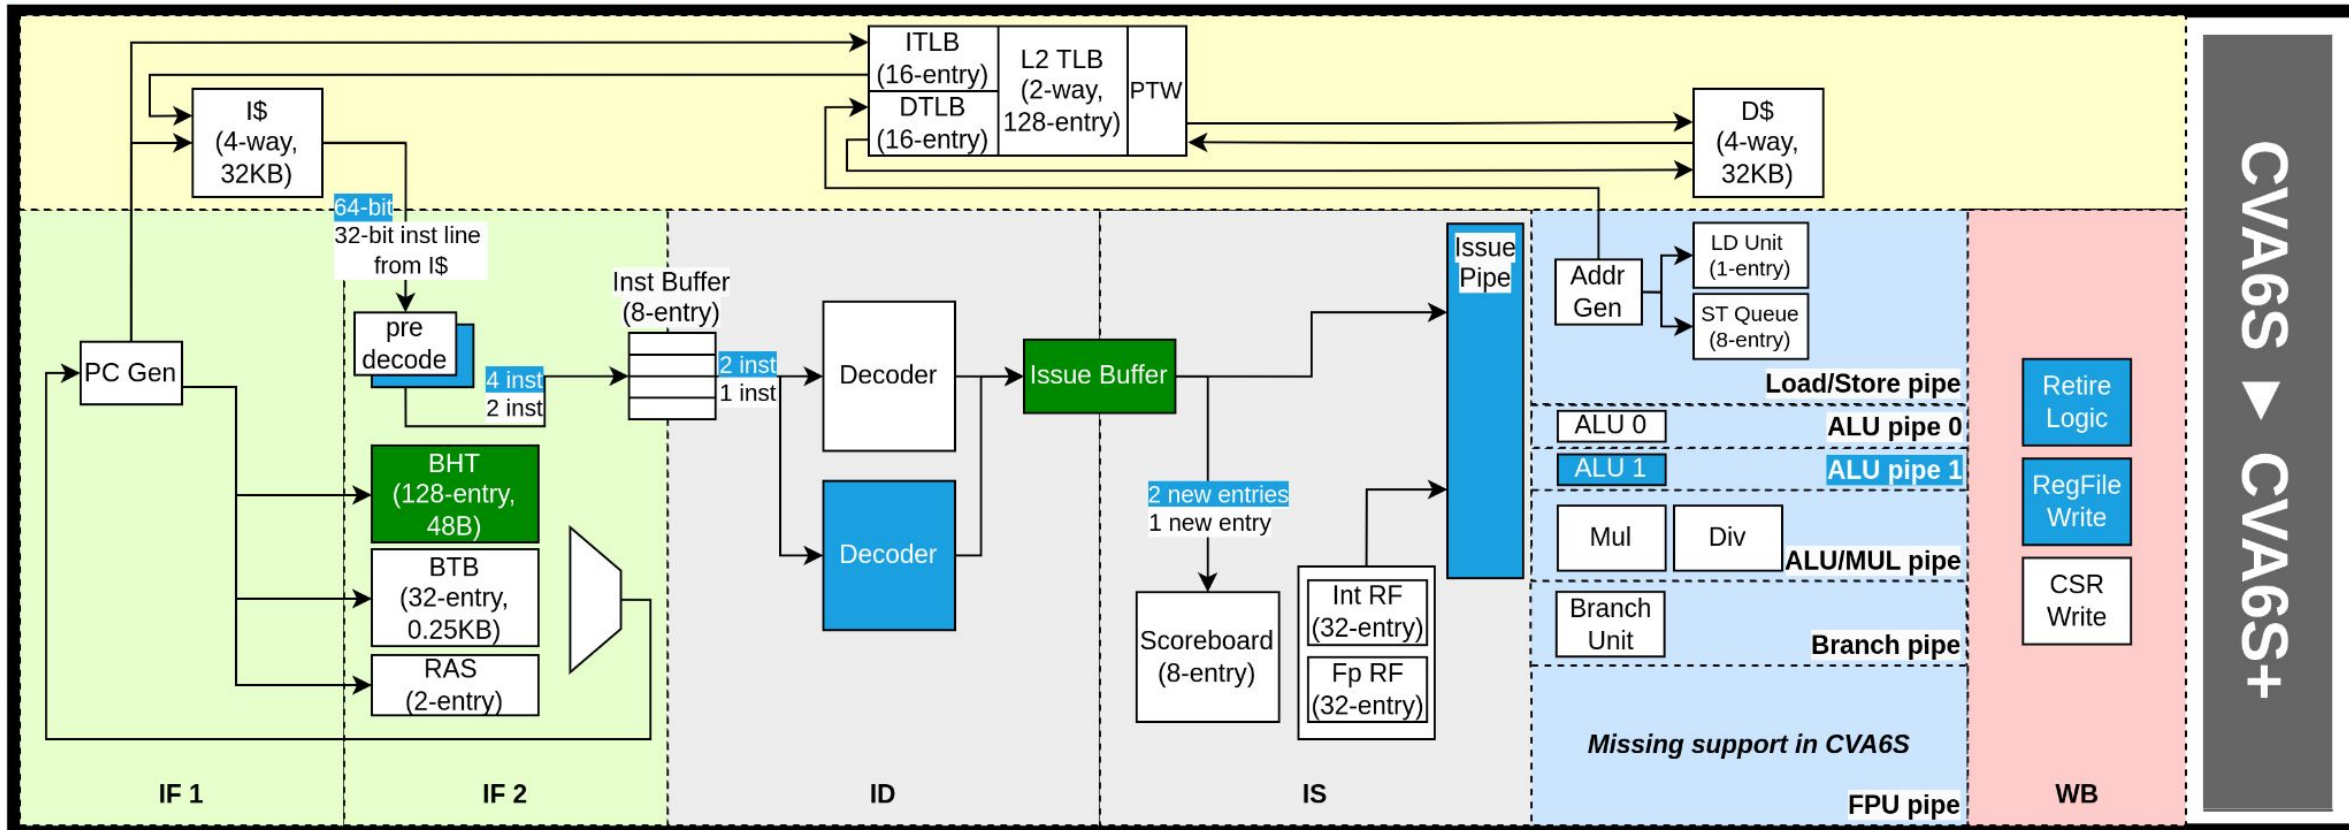 ITLB
(16-entry)
DTLB
(16-entry)
L2 TLB
(2-way,
128-entry)
PTW
I$
(4-way,
32KB)
D$
(4-way,
32KB)
64-bit
32-bit inst line
from I$
pre
decode
PC Gen
4 inst
2 inst
BHT
(128-entry,
48B)
BTB
(32-entry,
0.25KB)
RAS
(2-entry)
IF 1
IF 2
Inst Buffer
(8-entry)
2 inst
1 inst
Decoder
Decoder
ID
Issue Buffer
2 new entries
1 new entry
Scoreboard
(8-entry)
Int RF
(32-entry)
Fp RF
(32-entry)
Issue
Pipe
IS
Addr
Gen
LD Unit
(1-entry)
ST Queue
(8-entry)
Load/Store pipe
ALU 0
ALU pipe 0
ALU 1
ALU pipe 1
Mul
Div
ALU/MUL pipe
Branch
Unit
Branch pipe
Missing support in CVA6S
FPU pipe
Retire
Logic
RegFile
Write
CSR
Write
WB
CVA6S ▶ CVA6S+